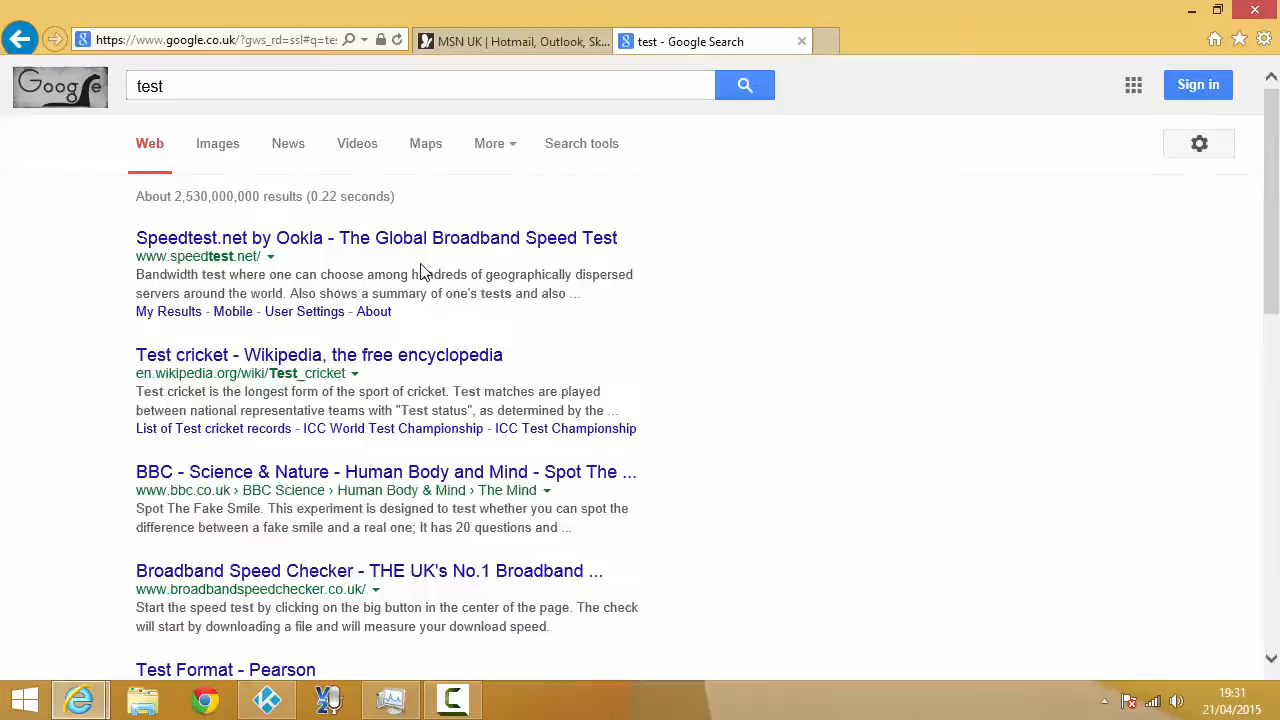 https://www.google.co.uk/?gws_rd=ssl#q=te:
MSN UK | Hotmail, Outlook, Sk...
test - Google Search
Google
test
Sign in
Web Images News Videos Maps More Search tools
About 2,530,000,000 results (0.22 seconds)
Speedtest.net by Ookla - The Global Broadband Speed Test
www.speedtest.net/
Bandwidth test where one can choose among hundreds of geographically dispersed
servers around the world. Also shows a summary of one's tests and also ...
My Results - Mobile - User Settings - About
Test cricket - Wikipedia, the free encyclopedia
en.wikipedia.org/wiki/Test_cricket
Test cricket is the longest form of the sport of cricket. Test matches are played
between national representative teams with "Test status", as determined by the ...
List of Test cricket records - ICC World Test Championship - ICC Test Championship
BBC - Science & Nature - Human Body and Mind - Spot The ...
www.bbc.co.uk › BBC Science › Human Body & Mind › The Mind
Spot The Fake Smile. This experiment is designed to test whether you can spot the
difference between a fake smile and a real one; It has 20 questions and ...
Broadband Speed Checker - THE UK's No.1 Broadband ...
www.broadbandspeedchecker.co.uk/
Start the speed test by clicking on the big button in the center of the page. The check
will start by downloading a file and will measure your download speed.
Test Format - Pearson
19:31
21/04/2015